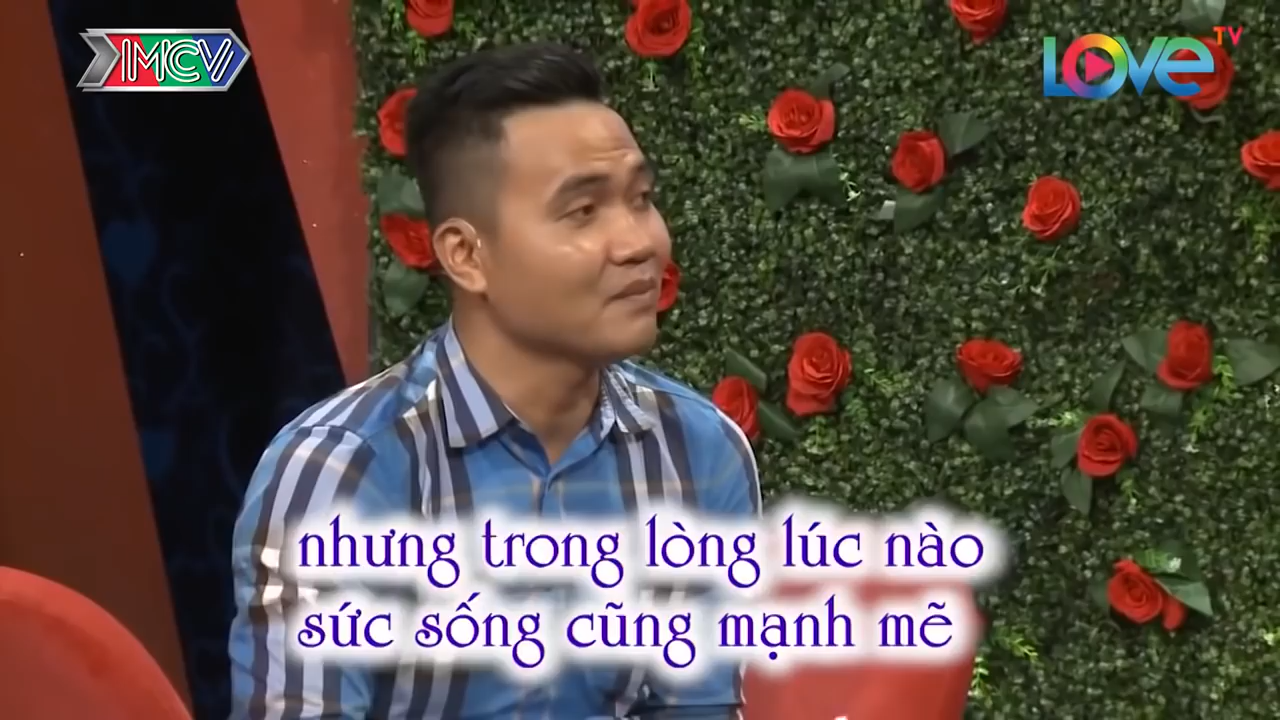 MCV
LOVE TV
nhưng trong lòng lúc nào
sức sống cũng mạnh mẽ